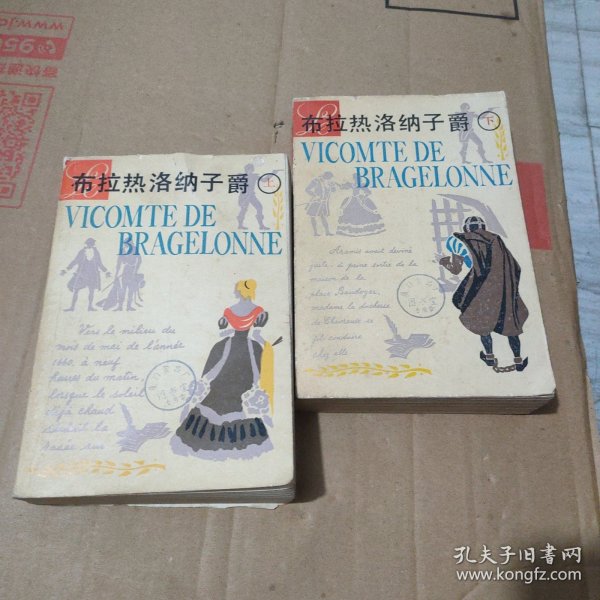 布拉热洛纳子爵 上
VICOMTE DE
BRAGELONNE
Vers le milieu du
mois de mai de l'année
1660, à neuf
heures du matin,
lorsque le soleil
déjà chaud
布拉热洛纳子爵 下
VICOMTE DE
BRAGELONNE
Aramis avait deviné
juste: à peine sortie de la
maison de la
place Baudoyer,
madame la duchesse
de Chevreuse se
fit conduire
chez elle
www.jd
95
孔夫子旧书网
www.kongfz.com